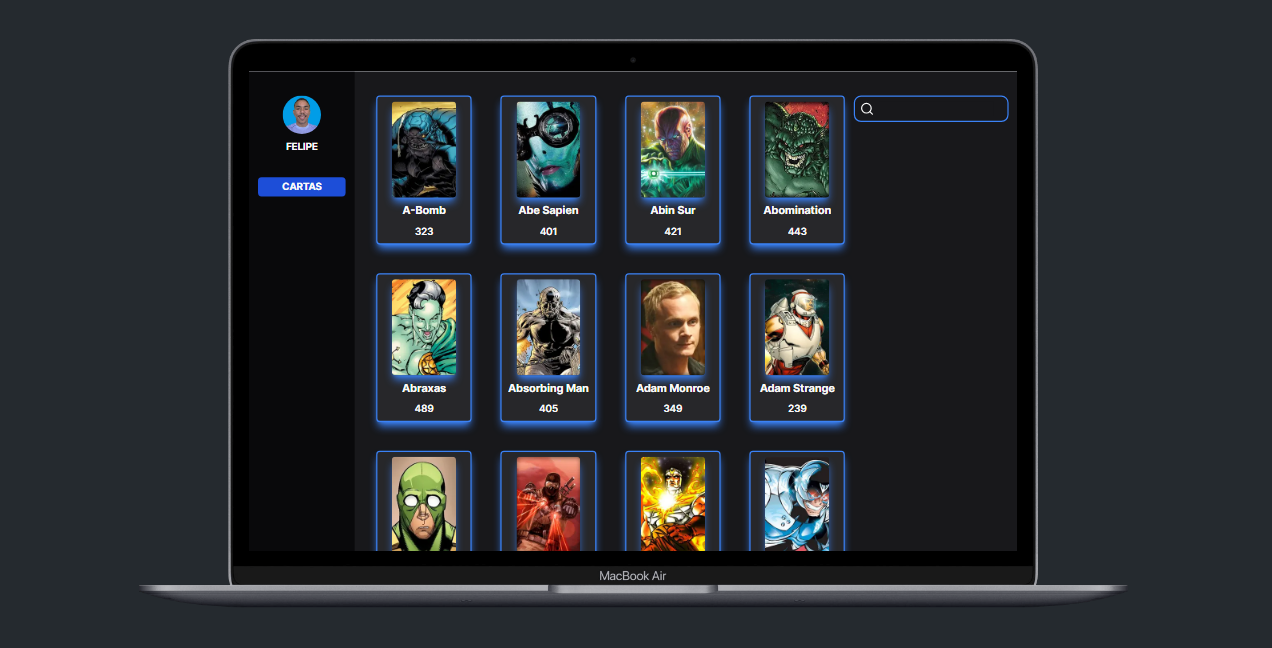 FELIPE
CARTAS
A-Bomb
323
Abe Sapien
401
Abin Sur
421
Abomination
443
Abraxas
489
Absorbing Man
405
Adam Monroe
349
Adam Strange
239
MacBook Air